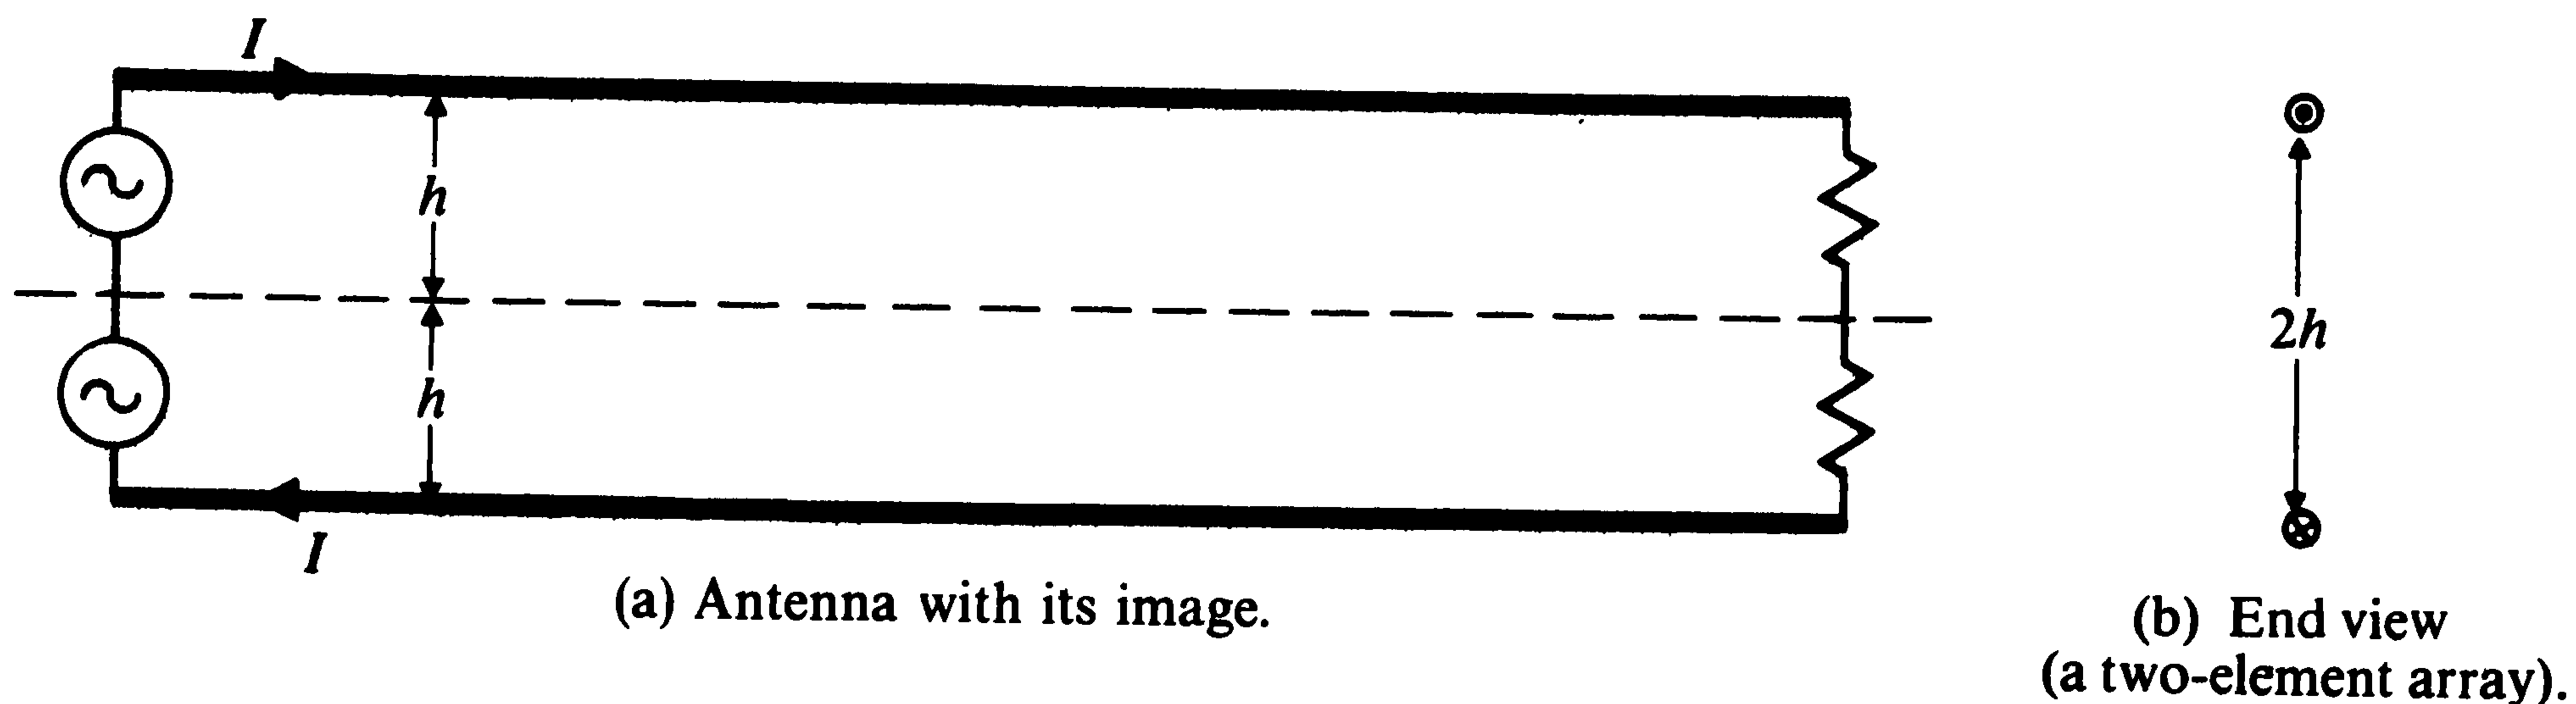 I
h
h
I
2h
(a) Antenna with its image.
(b) End view
(a two-element array).